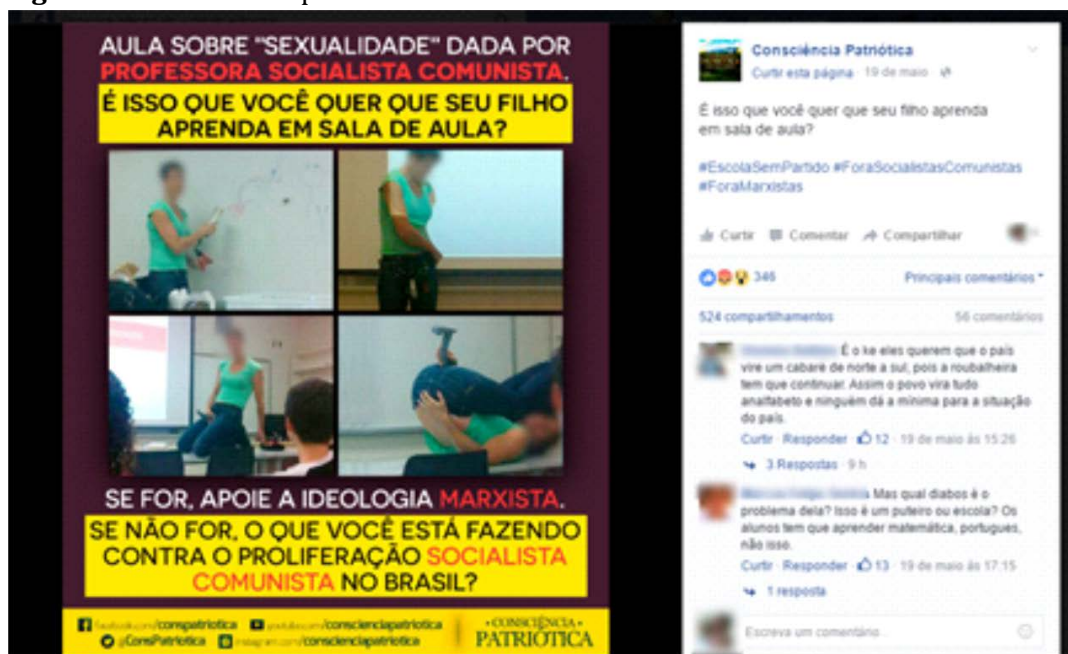 AULA SOBRE "SEXUALIDADE" DADA POR
PROFESSORA SOCIALISTA COMUNISTA.
É ISSO QUE VOCÊ QUER QUE SEU FILHO
APRENDA EM SALA DE AULA?
SE FOR, APOIE A IDEOLOGIA MARXISTA.
SE NÃO FOR, O QUE VOCÊ ESTÁ FAZENDO
CONTRA O PROLIFERAÇÃO SOCIALISTA
COMUNISTA NO BRASIL?
facebook.com/conspatriotica youtube.com/conscienciapatriotica
@ConsPatriotica instagram.com/conscienciapatriotica
•CONSCIÊNCIA•
PATRIÓTICA
Consciência Patriótica
Curtir esta página · 19 de maio ·
É isso que você quer que seu filho aprenda
em sala de aula?
#EscolaSemPartido #ForaSocialistasComunistas
#ForaMarxistas
Curtir Comentar Compartilhar
346 Principais comentários
524 compartilhamentos 56 comentários
É o ke eles querem que o país
vire um cabaré de norte a sul, pois a roubalheira
tem que continuar. Assim o povo vira tudo
analfabeto e ninguém dá a mínima para a situação
do país.
Curtir · Responder · 12 · 19 de maio às 15:26
3 Respostas · 9 h
Mas qual diabos é o
problema dela? Isso é um puteiro ou escola? Os
alunos tem que aprender matemática, portugues,
não isso.
Curtir · Responder · 13 · 19 de maio às 17:15
1 resposta
Escreva um comentário...